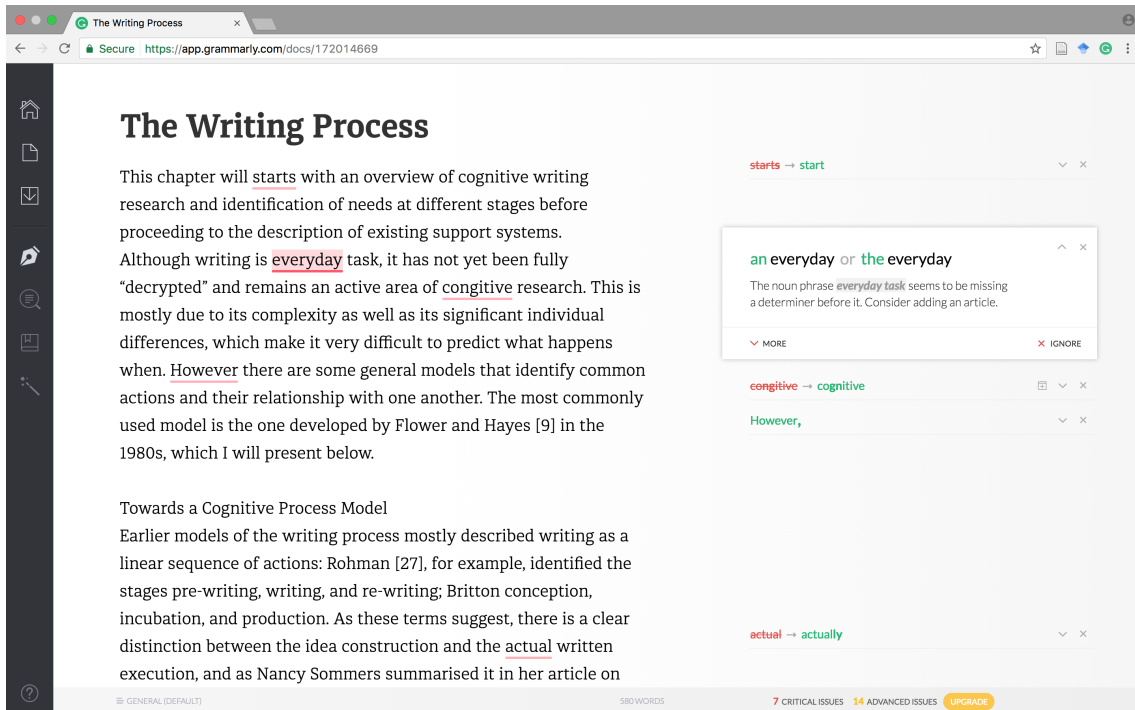 The Writing Process
Secure https://app.grammarly.com/docs/172014669
The Writing Process
This chapter will starts with an overview of cognitive writing
research and identification of needs at different stages before
proceeding to the description of existing support systems.
Although writing is everyday task, it has not yet been fully
“decrypted” and remains an active area of congitive research. This is
mostly due to its complexity as well as its significant individual
differences, which make it very difficult to predict what happens
when. However there are some general models that identify common
actions and their relationship with one another. The most commonly
used model is the one developed by Flower and Hayes [9] in the
1980s, which I will present below.
Towards a Cognitive Process Model
Earlier models of the writing process mostly described writing as a
linear sequence of actions: Rohman [27], for example, identified the
stages pre-writing, writing, and re-writing; Britton conception,
incubation, and production. As these terms suggest, there is a clear
distinction between the idea construction and the actual written
execution, and as Nancy Sommers summarised it in her article on
starts → start
an everyday or the everyday
The noun phrase everyday task seems to be missing
a determiner before it. Consider adding an article.
MORE
IGNORE
congitive → cognitive
However,
actual → actually
GENERAL (DEFAULT)
580 WORDS
7 CRITICAL ISSUES 14 ADVANCED ISSUES UPGRADE